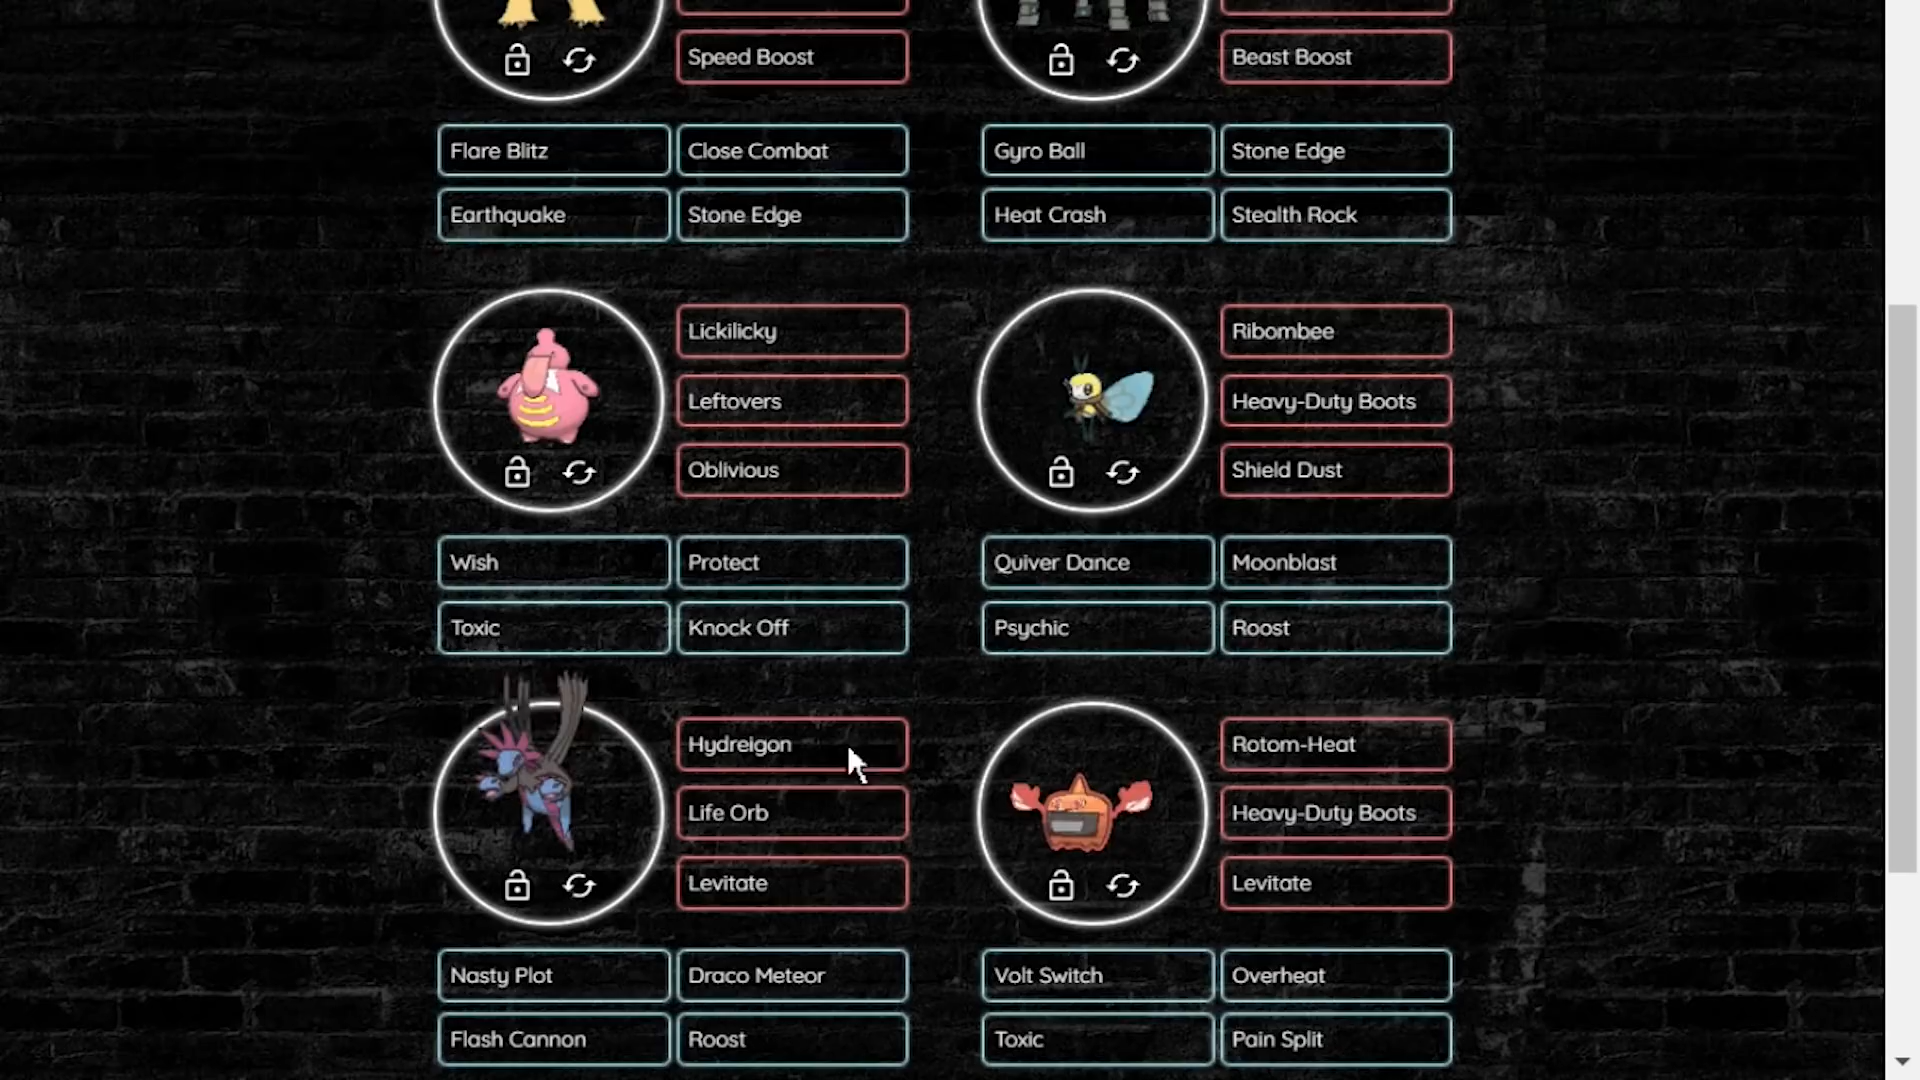 Speed Boost
Beast Boost
Flare Blitz
Close Combat
Gyro Ball
Stone Edge
Earthquake
Stone Edge
Heat Crash
Stealth Rock
Lickilicky
Leftovers
Oblivious
Ribombee
Heavy-Duty Boots
Shield Dust
Wish
Protect
Quiver Dance
Moonblast
Toxic
Knock Off
Psychic
Roost
Hydreigon
Life Orb
Levitate
Rotom-Heat
Heavy-Duty Boots
Levitate
Nasty Plot
Draco Meteor
Volt Switch
Overheat
Flash Cannon
Roost
Toxic
Pain Split